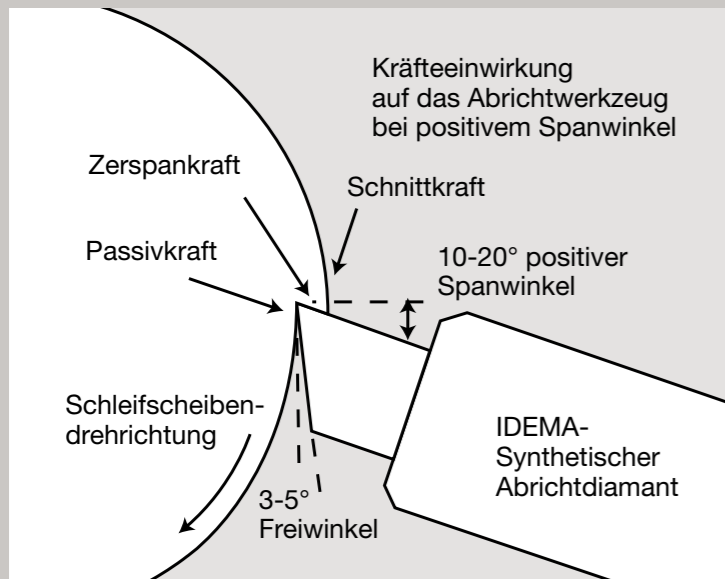 Kräfteeinwirkung
auf das Abrichtwerkzeug
bei positivem Spanwinkel
Zerspankraft
Schnittkraft
Passivkraft
10-20° positiver
Spanwinkel
Schleifscheiben-
drehrichtung
IDEMA-
Synthetischer
Abrichtdiamant
3-5°
Freiwinkel